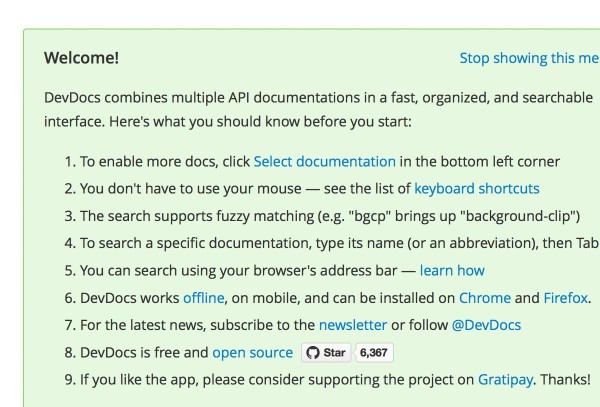 Welcome! Stop showing this me
DevDocs combines multiple API documentations in a fast, organized, and searchable
interface. Here's what you should know before you start:
1. To enable more docs, click Select documentation in the bottom left corner
2. You don't have to use your mouse — see the list of keyboard shortcuts
3. The search supports fuzzy matching (e.g. "bgcp" brings up "background-clip")
4. To search a specific documentation, type its name (or an abbreviation), then Tab
5. You can search using your browser's address bar — learn how
6. DevDocs works offline, on mobile, and can be installed on Chrome and Firefox.
7. For the latest news, subscribe to the newsletter or follow @DevDocs
8. DevDocs is free and open source Star 6,367
9. If you like the app, please consider supporting the project on Gratipay. Thanks!